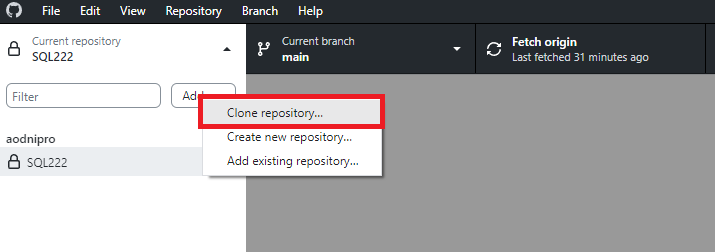 File Edit View Repository Branch Help
Current repository
SQL222
Current branch
main
Fetch origin
Last fetched 31 minutes ago
Filter
Clone repository...
Create new repository...
Add existing repository...
aodnipro
SQL222